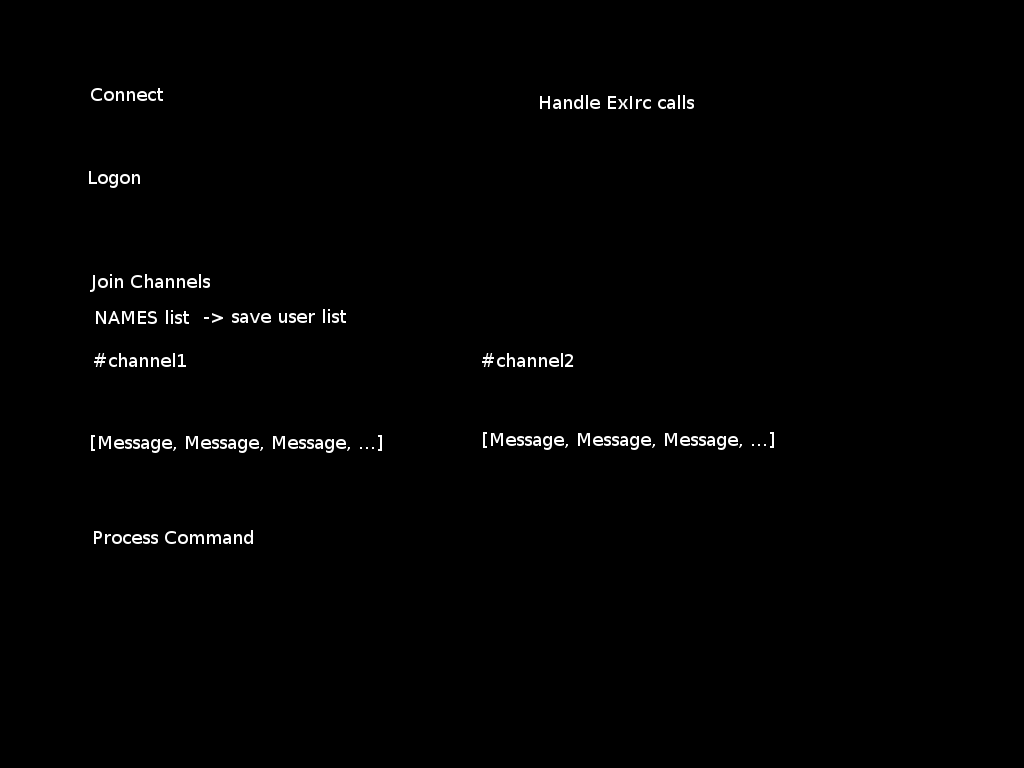 Connect
Handle ExIrc calls
Logon
Join Channels
NAMES list -> save user list
#channel1
#channel2
[Message, Message, Message, ...]
[Message, Message, Message, ...]
Process Command